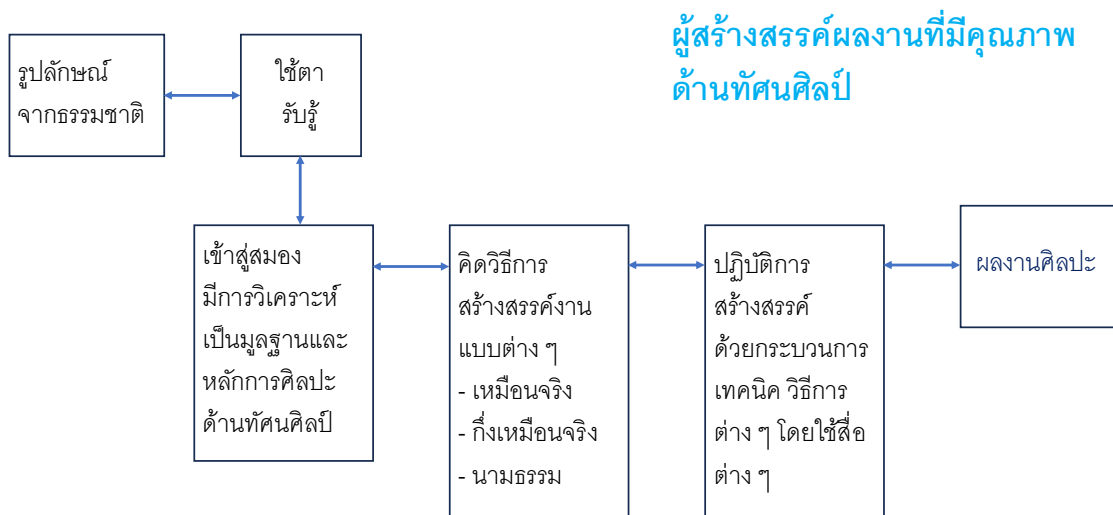 ผู้สร้างสรรค์ผลงานที่มีคุณภาพ
ด้านทัศนศิลป์
รูปลักษณ์
จากธรรมชาติ
ใช้ตา
รับรู้
เข้าสู่สมอง
มีการวิเคราะห์
เป็นมูลฐานและ
หลักการศิลปะ
ด้านทัศนศิลป์
คิดวิธีการ
สร้างสรรค์งาน
แบบต่าง ๆ
- เหมือนจริง
- กึ่งเหมือนจริง
- นามธรรม
ปฏิบัติการ
สร้างสรรค์
ด้วยกระบวนการ
เทคนิค วิธีการ
ต่าง ๆ โดยใช้สื่อ
ต่าง ๆ
ผลงานศิลปะ